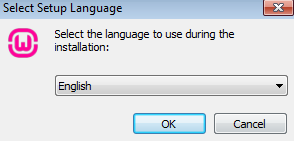 Select Setup Language
Select the language to use during the
installation:
English
OK
Cancel